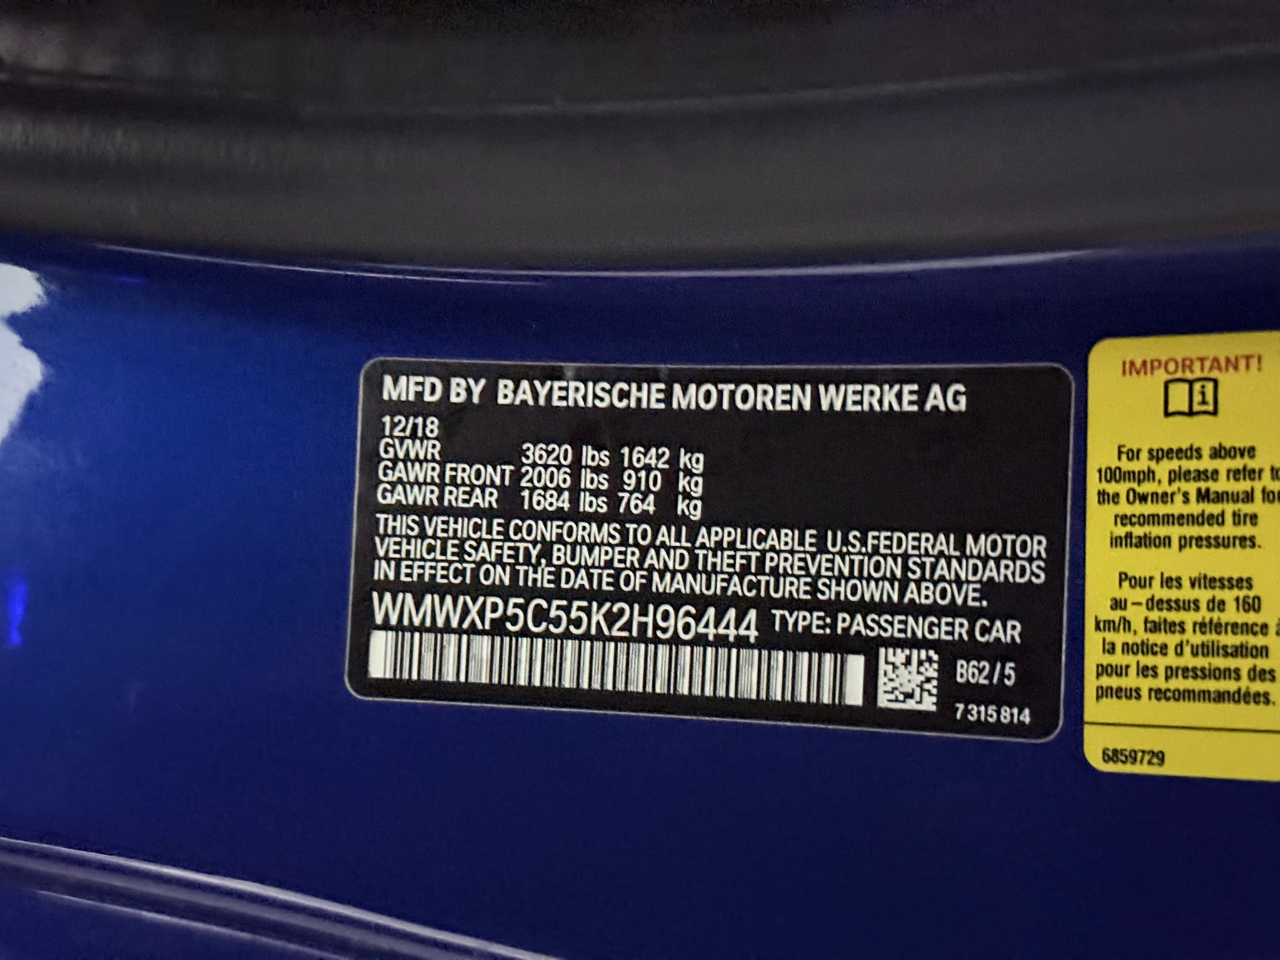 MFD BY BAYERISCHE MOTOREN WERKE AG
12/18
GVWR 3620 lbs 1642 kg
GAWR FRONT 2006 lbs 910 kg
GAWR REAR 1684 lbs 764 kg
THIS VEHICLE CONFORMS TO ALL APPLICABLE U.S.FEDERAL MOTOR
VEHICLE SAFETY, BUMPER AND THEFT PREVENTION STANDARDS
IN EFFECT ON THE DATE OF MANUFACTURE SHOWN ABOVE.
WMWXP5C55K2H96444 TYPE: PASSENGER CAR
B62/5
7315814
IMPORTANT!
i
For speeds above
100mph, please refer to
the Owner's Manual for
recommended tire
inflation pressures.
Pour les vitesses
au-dessus de 160
km/h, faites référence à
la notice d'utilisation
pour les pressions des
pneus recommandées.
6859729